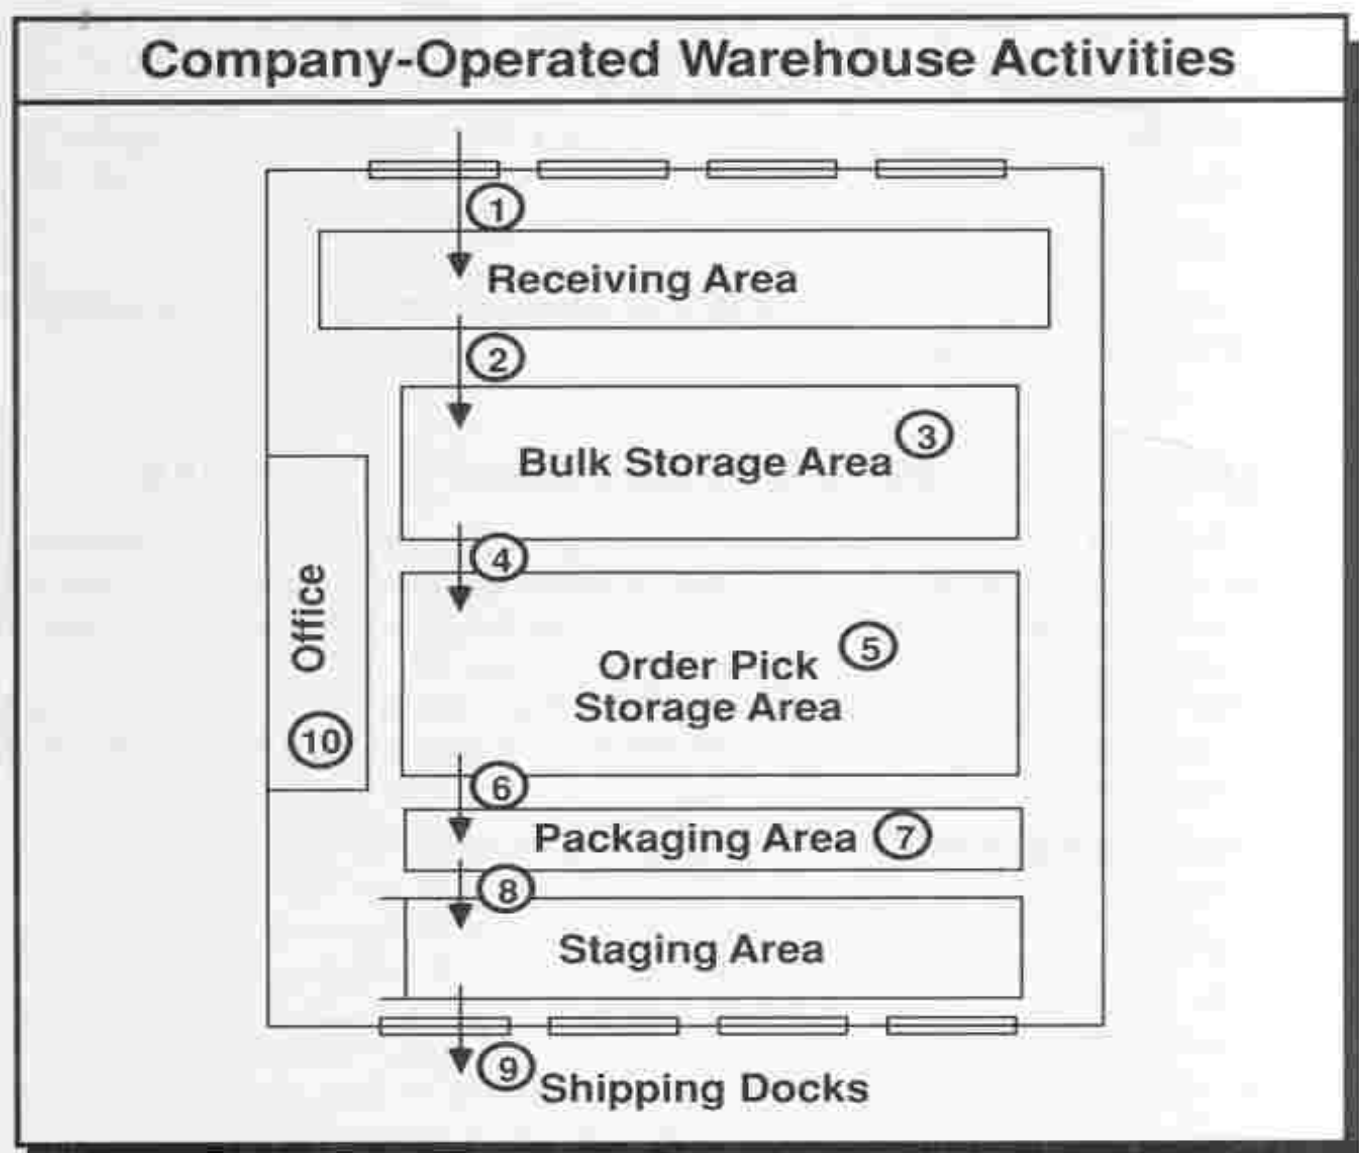 Company-Operated Warehouse Activities
1
Receiving Area
2
3
Bulk Storage Area
4
Office
10
5
Order Pick
Storage Area
6
Packaging Area 7
8
Staging Area
9
Shipping Docks